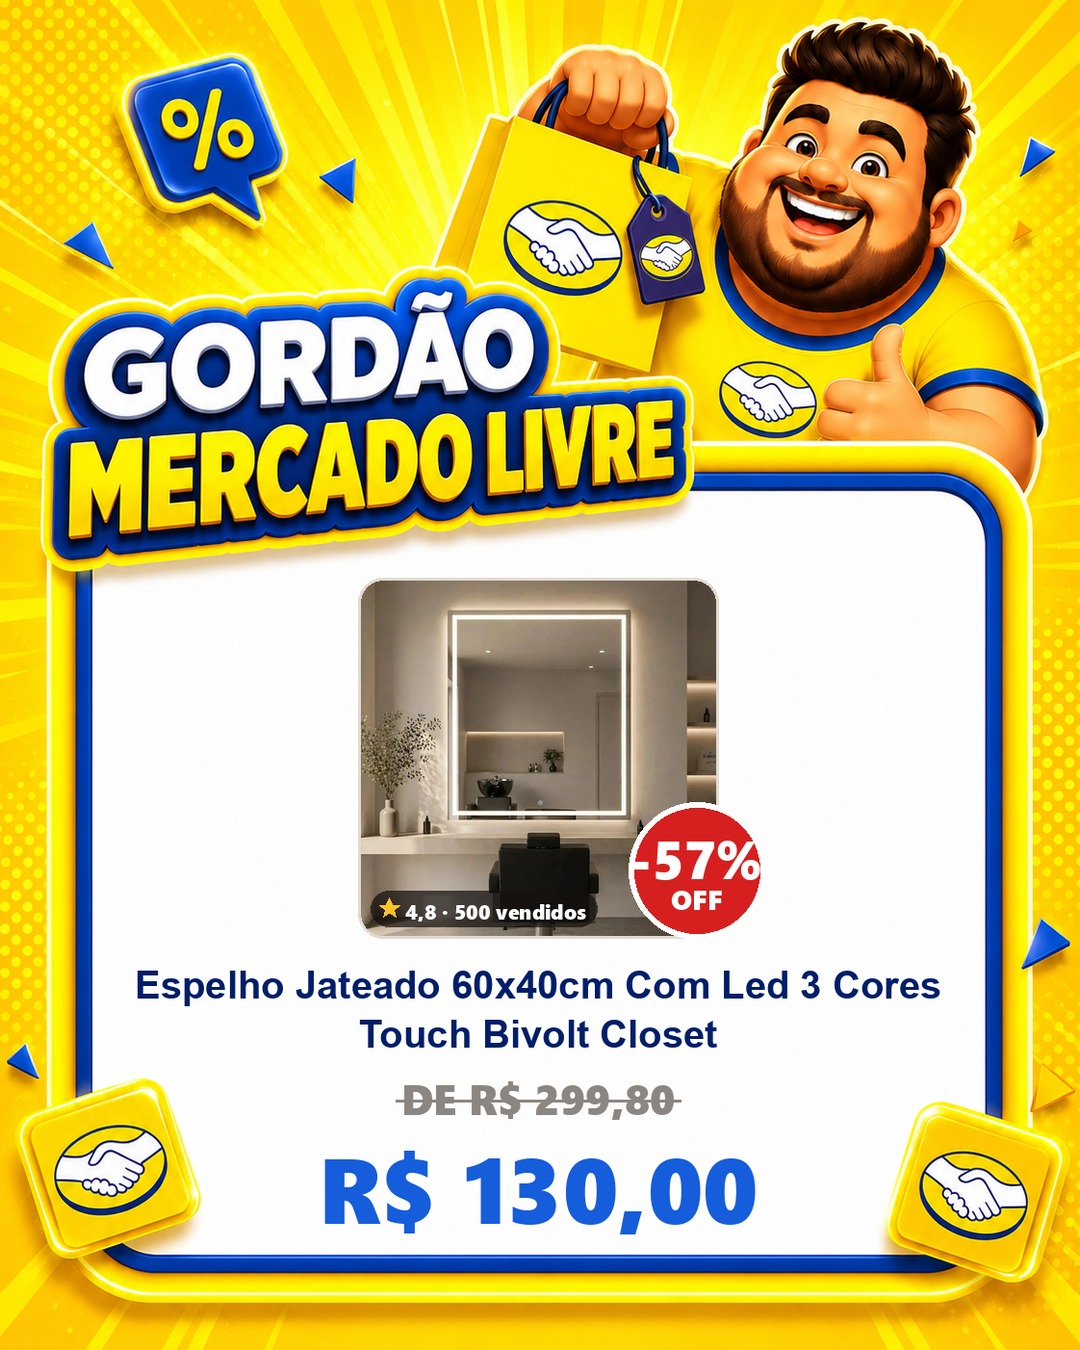 %
GORDÃO
MERCADO LIVRE
4,8 · 500 vendidos
-57%
OFF
Espelho Jateado 60x40cm Com Led 3 Cores
Touch Bivolt Closet
DE R$ 299,80
R$ 130,00